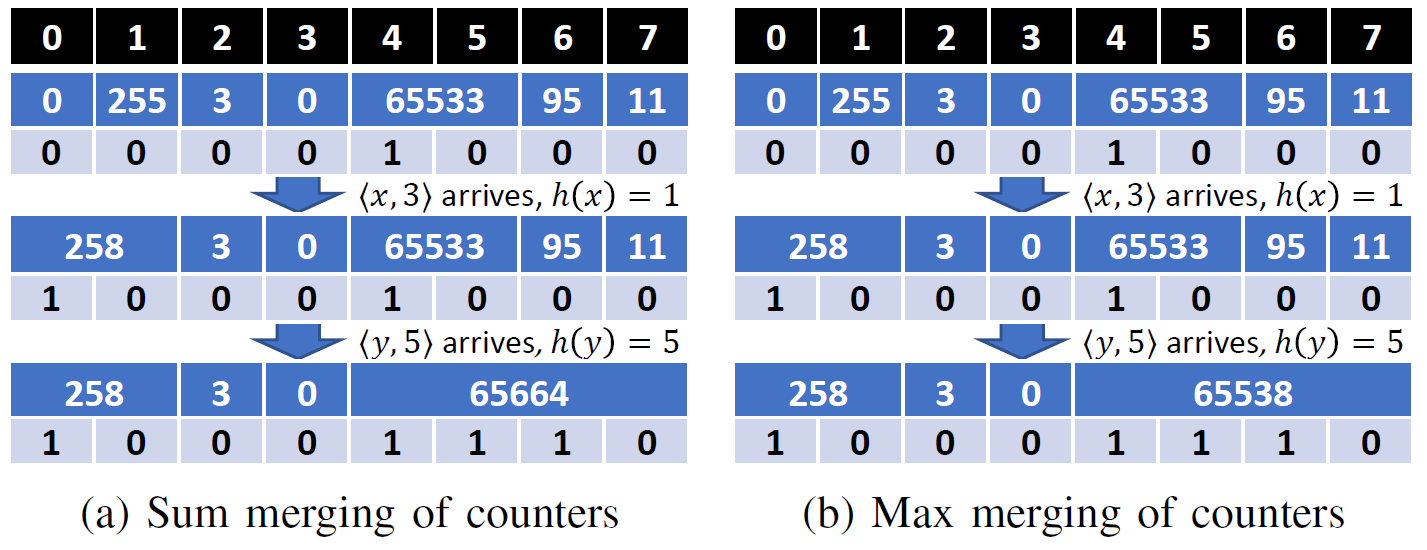 0 1 2 3 4 5 6 7
0 255 3 0 65533 95 11
0 0 0 0 1 0 0 0
⟨x, 3⟩ arrives, h(x) = 1
258 3 0 65533 95 11
1 0 0 0 1 0 0 0
⟨y, 5⟩ arrives, h(y) = 5
258 3 0 65664
1 0 0 0 1 1 1 0
(a) Sum merging of counters
0 1 2 3 4 5 6 7
0 255 3 0 65533 95 11
0 0 0 0 1 0 0 0
⟨x, 3⟩ arrives, h(x) = 1
258 3 0 65533 95 11
1 0 0 0 1 0 0 0
⟨y, 5⟩ arrives, h(y) = 5
258 3 0 65538
1 0 0 0 1 1 1 0
(b) Max merging of counters